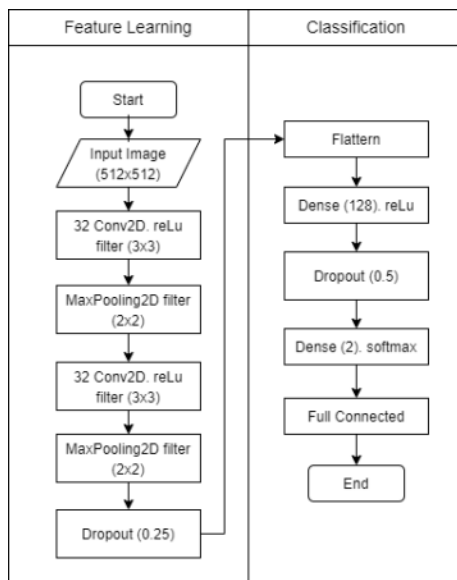 Feature Learning
Start
Input Image
(512x512)
32 Conv2D. reLu
filter (3x3)
MaxPooling2D filter
(2x2)
32 Conv2D. reLu
filter (3x3)
MaxPooling2D filter
(2x2)
Dropout (0.25)
Classification
Flattern
Dense (128). reLu
Dropout (0.5)
Dense (2). softmax
Full Connected
End